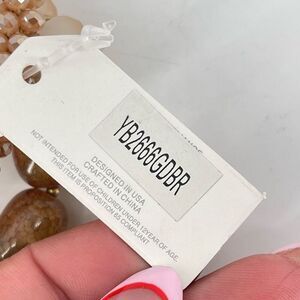 YB2666GDBR
DESIGNED IN USA
CRAFTED IN CHINA
NOT INTENDED FOR USE OF CHILDREN UNDER 12YEAR OF AGE.
THIS ITEM IS PROPOSITION 65 COMPLIANT